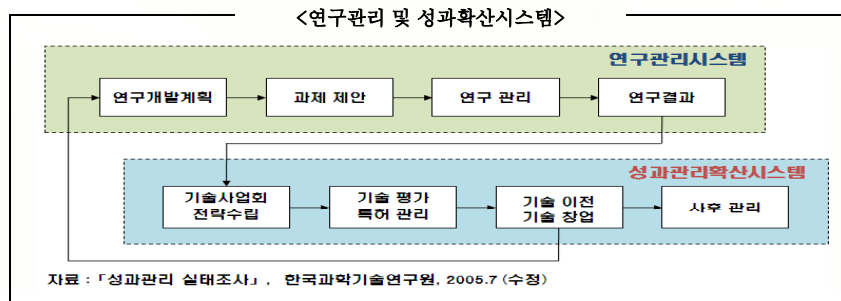 <연구관리 및 성과확산시스템>
연구관리시스템
연구개발계획
과제 제안
연구 관리
연구결과
성과관리확산시스템
기술사업회
전략수립
기술 평가
특허 관리
기술 이전
기술 창업
사후 관리
자료 : 「성과관리 실태조사」, 한국과학기술연구원, 2005.7 (수정)